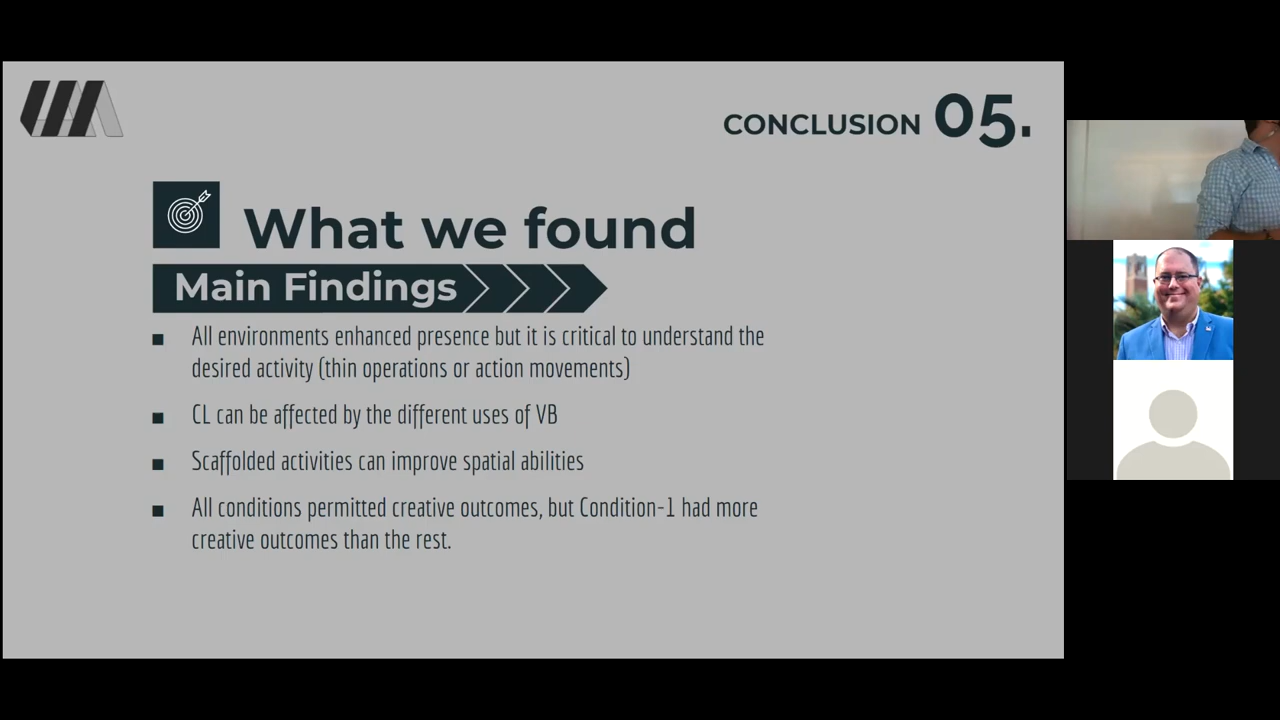 CONCLUSION 05.
What we found
Main Findings
All environments enhanced presence but it is critical to understand the
desired activity (thin operations or action movements)
CL can be affected by the different uses of VB
Scaffolded activities can improve spatial abilities
All conditions permitted creative outcomes, but Condition-1 had more
creative outcomes than the rest.